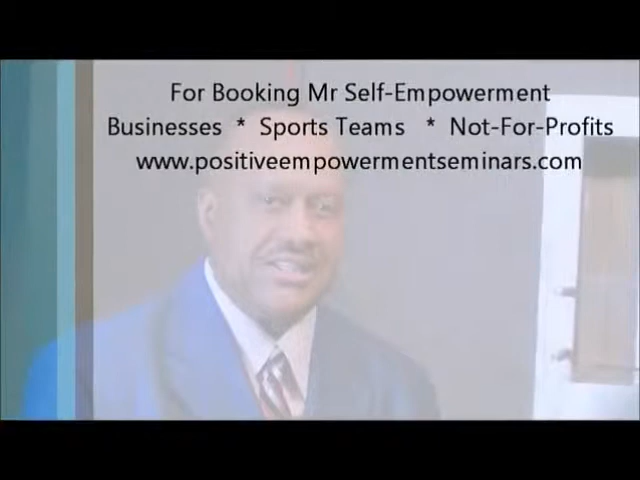 For Booking Mr Self-Empowerment
Businesses * Sports Teams * Not-For-Profits
www.positiveempowermentseminars.com